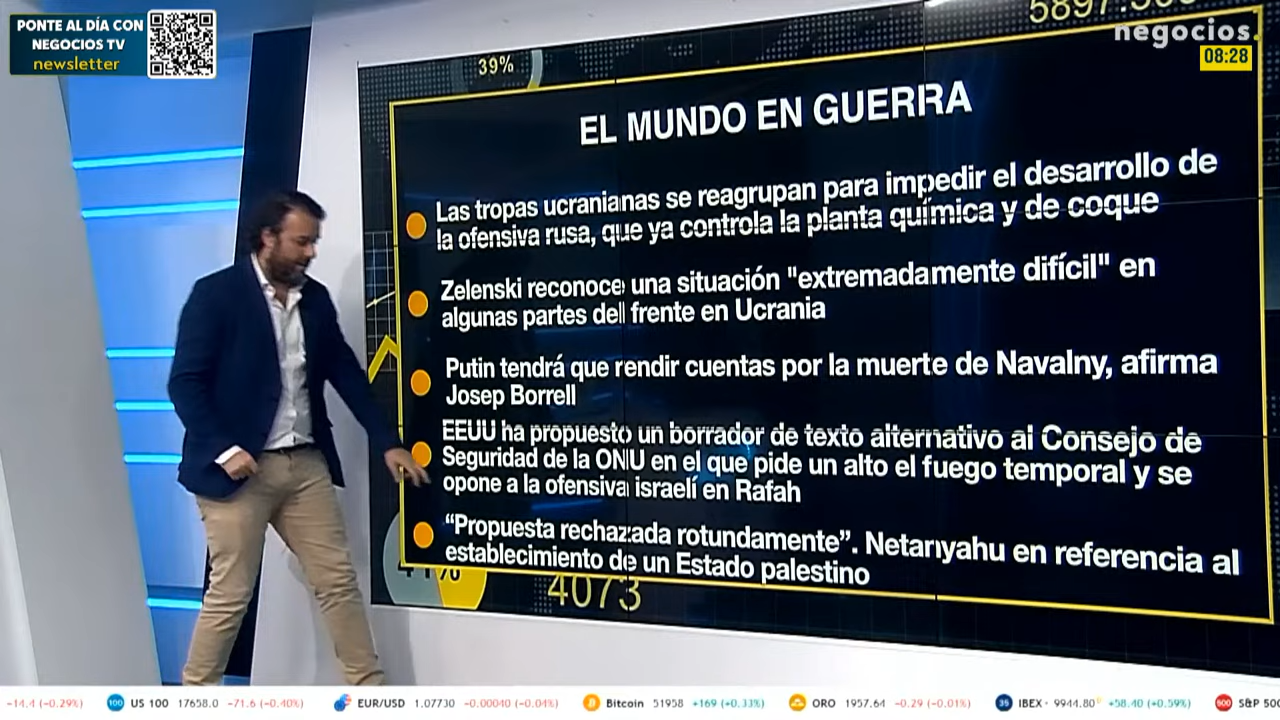 PONTE AL DÍA CON
NEGOCIOS TV
newsletter
negocios.
08:28
39%
EL MUNDO EN GUERRA
Las tropas ucranianas se reagrupan para impedir el desarrollo de
la ofensiva rusa, que ya controla la planta química y de coque
Zelenski reconoce una situación "extremadamente difícil" en
algunas partes del frente en Ucrania
Putin tendrá que rendir cuentas por la muerte de Navalny, afirma
Josep Borrell
EEUU ha propuesto un borrador de texto alternativo al Consejo de
Seguridad de la ONU en el que pide un alto el fuego temporal y se
opone a la ofensiva israelí en Rafah
“Propuesta rechazada rotundamente”. Netanyahu en referencia al
establecimiento de un Estado palestino
4073
-14.4 (-0.29%) 100 US 100 17658.0 -71.6 (-0.40%) EUR/USD 1.07730 -0.00040 (-0.04%) Bitcoin 51958 +169 (+0.33%) ORO 1957.64 -0.29 (-0.01%) 35 IBEX 9944.80 +58.40 (+0.59%) 500 S&P 500